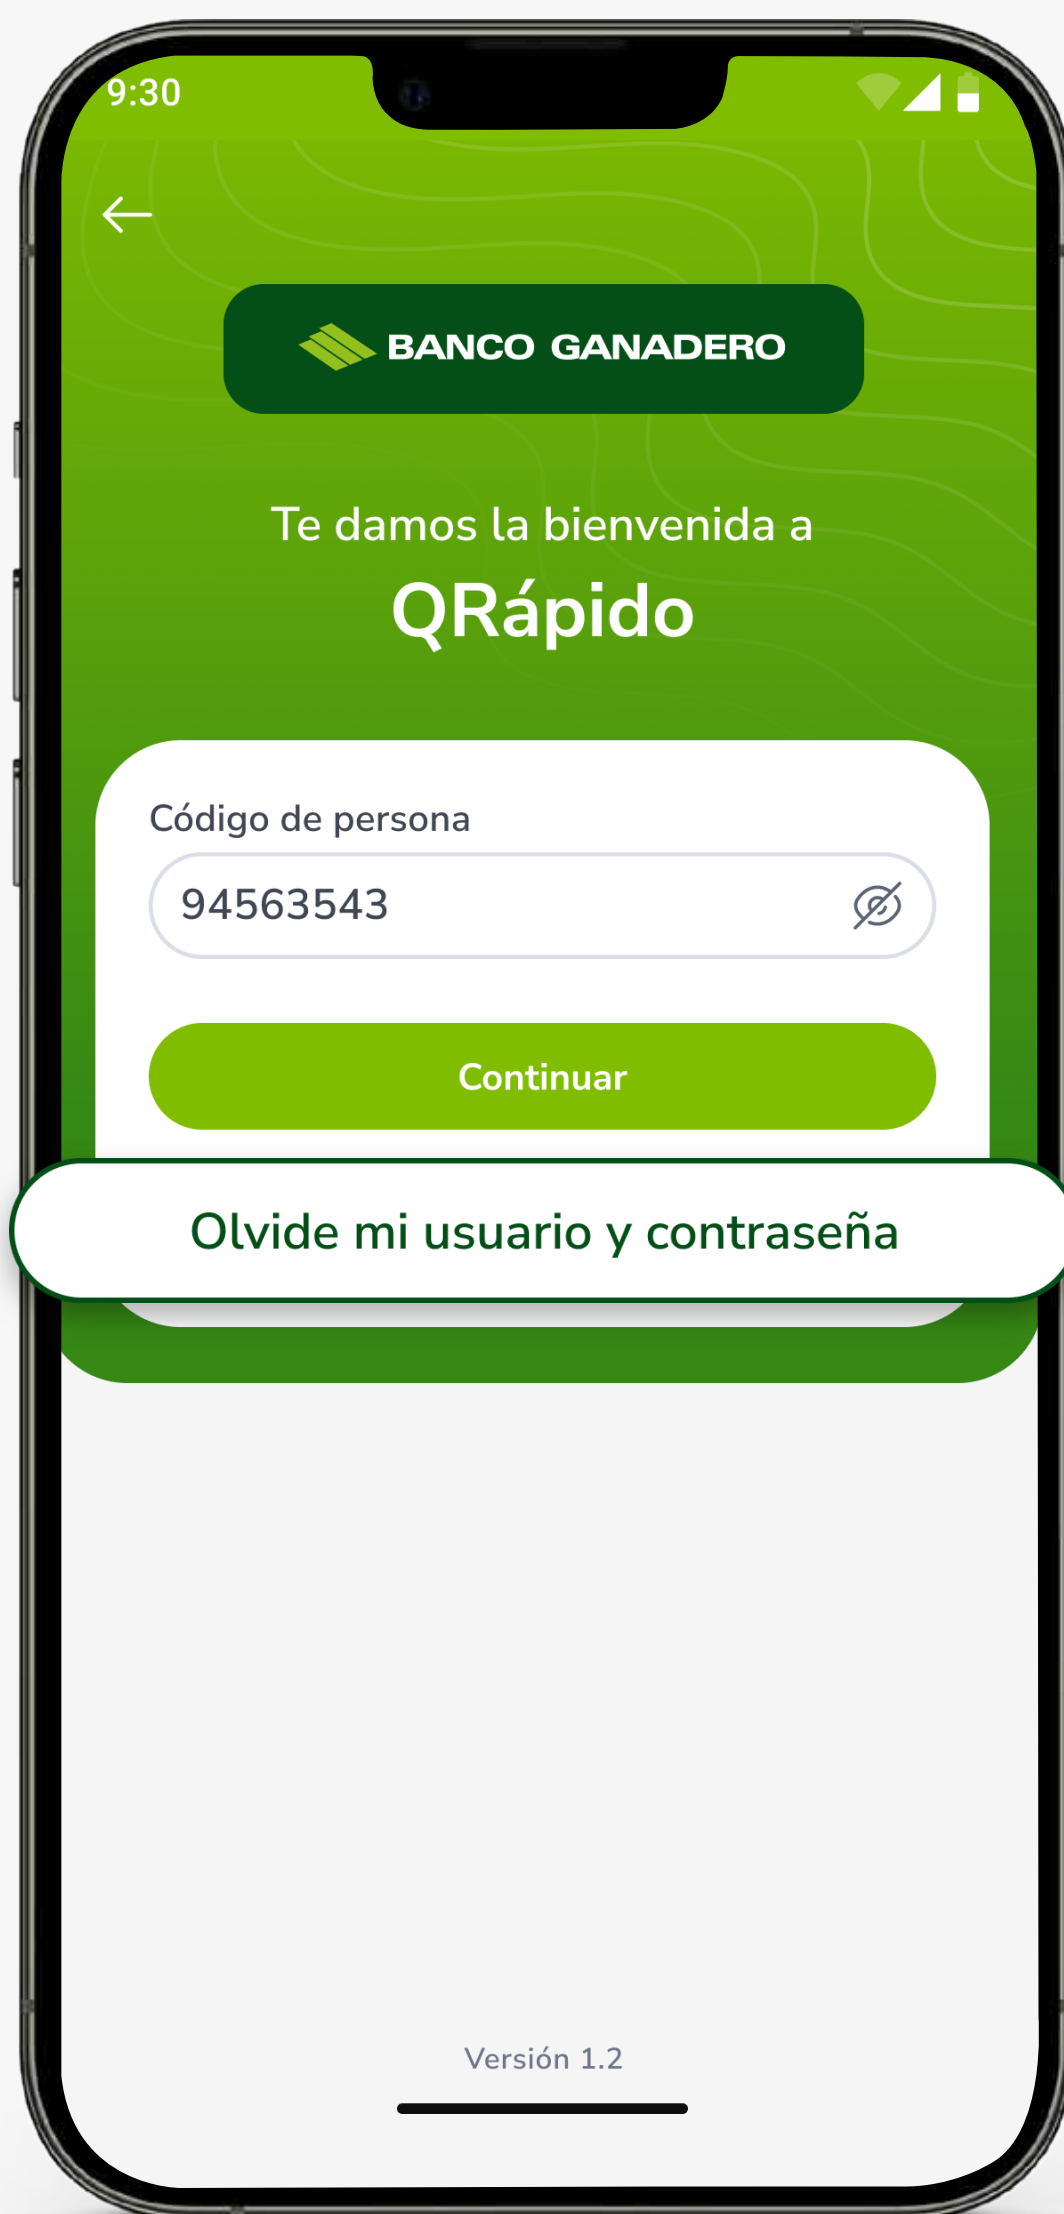 9:30
BANCO GANADERO
Te damos la bienvenida a
QRápido
Código de persona
94563543
Continuar
Olvide mi usuario y contraseña
Versión 1.2